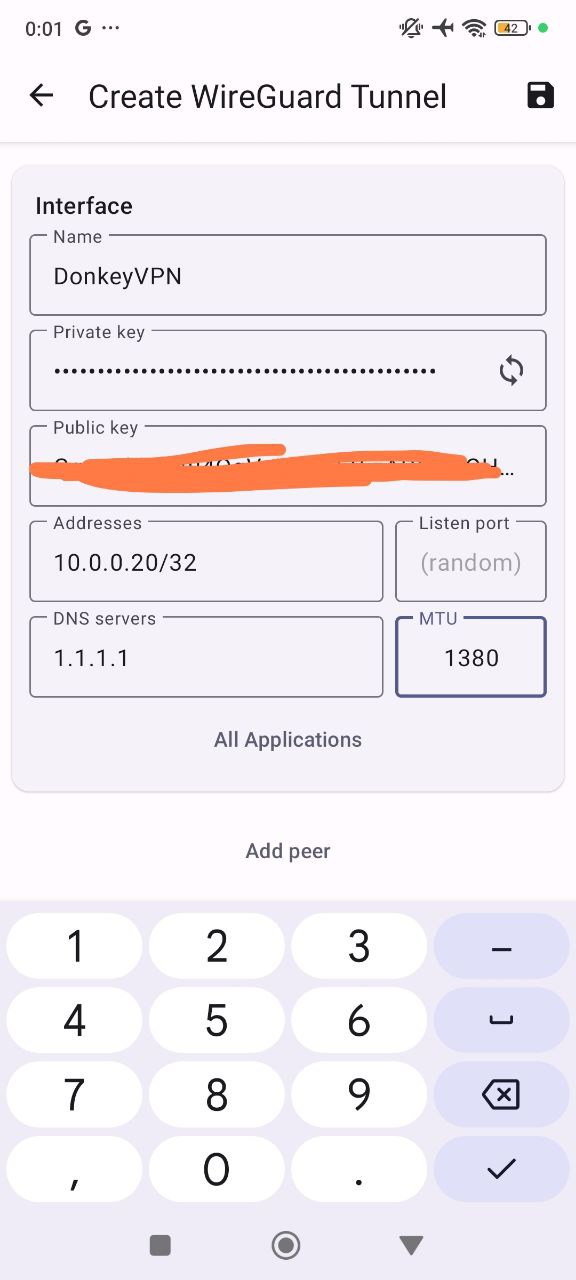 0:01 G ...
42
Create WireGuard Tunnel
Interface
Name
DonkeyVPN
Private key
Public key
Addresses
Listen port
10.0.0.20/32
(random)
DNS servers
MTU
1.1.1.1
1380
All Applications
Add peer
1 2 3 –
4 5 6
7 8 9
, 0 .